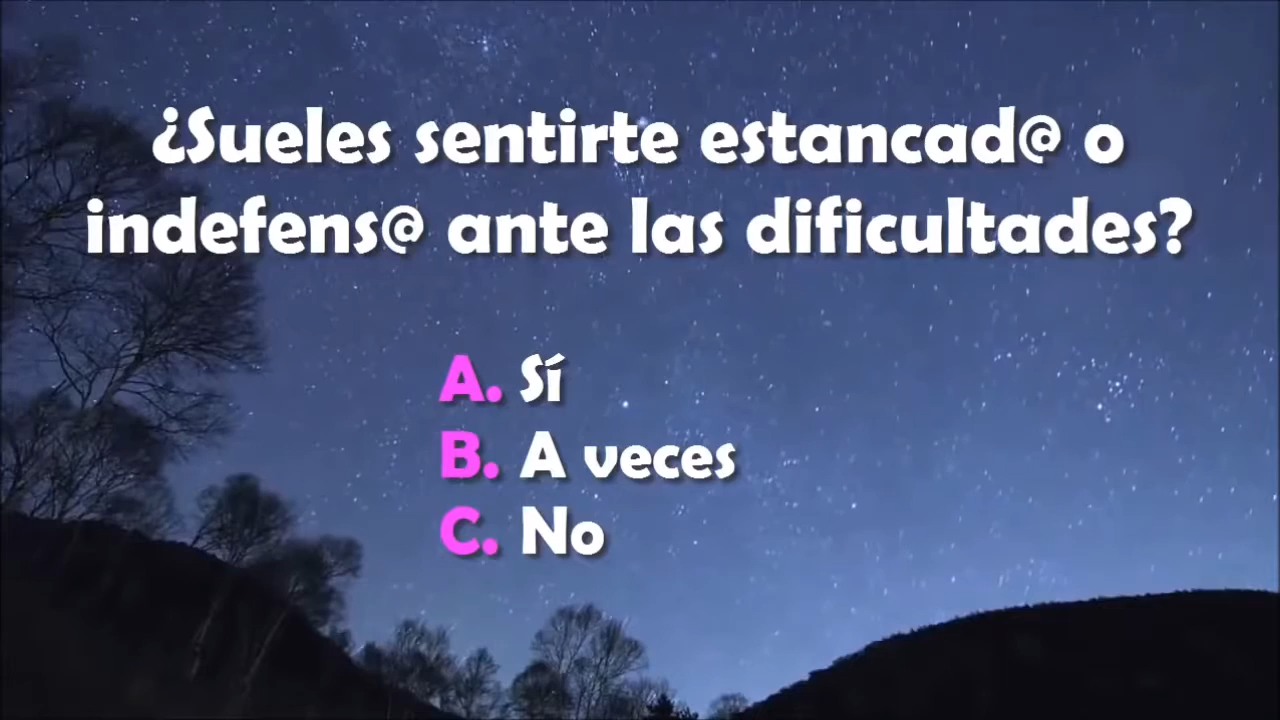 ¿Sueles sentirte estancad@ o
indefens@ ante las dificultades?
A. Sí
B. A veces
C. No